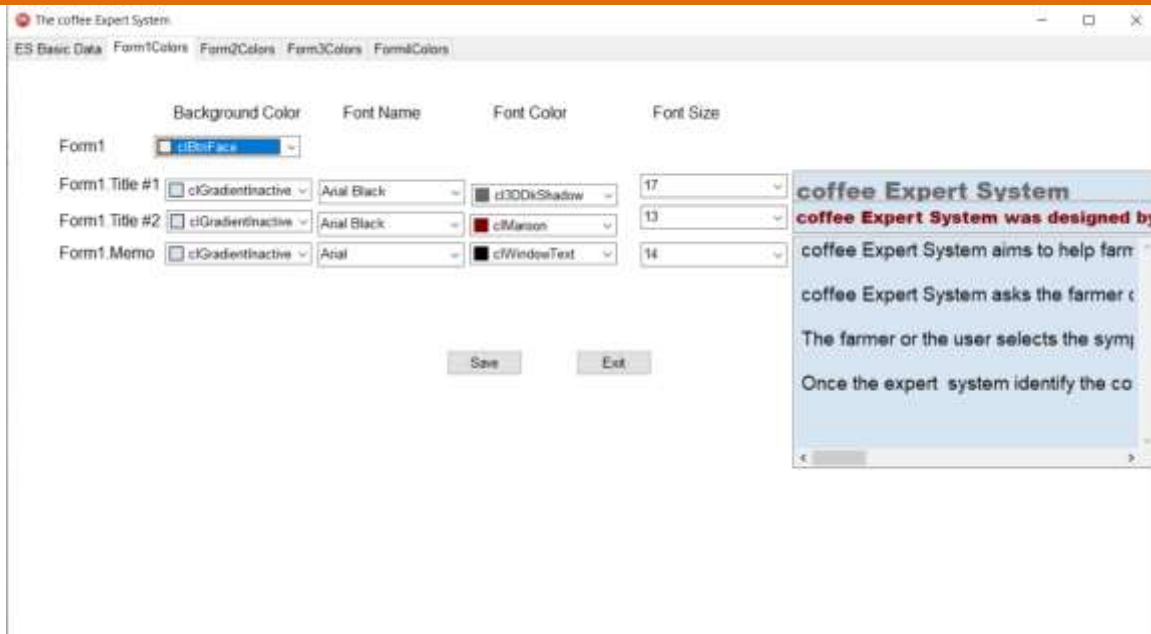 The coffee Expert System
ES Basic Data Form1Colors Form2Colors Form3Colors Form4Colors
Background Color Font Name Font Color Font Size
Form1 clBtnFace
Form1.Title #1 clGradientInactive Arial Black cl3DDkShadow 17
Form1.Title #2 clGradientInactive Arial Black clMaroon 13
Form1.Memo clGradientInactive Arial clWindowText 14
Save Exit
coffee Expert System
coffee Expert System was designed by
coffee Expert System aims to help farm
coffee Expert System asks the farmer
The farmer or the user selects the sym
Once the expert system identify the co